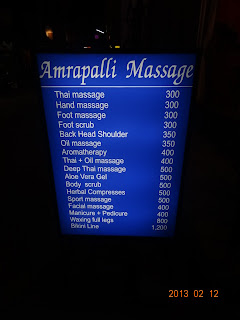 Amrapalli Massage
Thai massage 300
Hand massage 300
Foot massage 300
Foot scrub 300
Back Head Shoulder 350
Oil massage 350
Aromatherapy 400
Thai + Oil massage 400
Deep Thai massage 500
Aloe Vera Gel 500
Body scrub 500
Herbal Compresses 500
Sport massage 500
Facial massage 400
Manicure + Pedicure 400
Waxing full legs 600
Bikini Line 1,200
2013 02 12